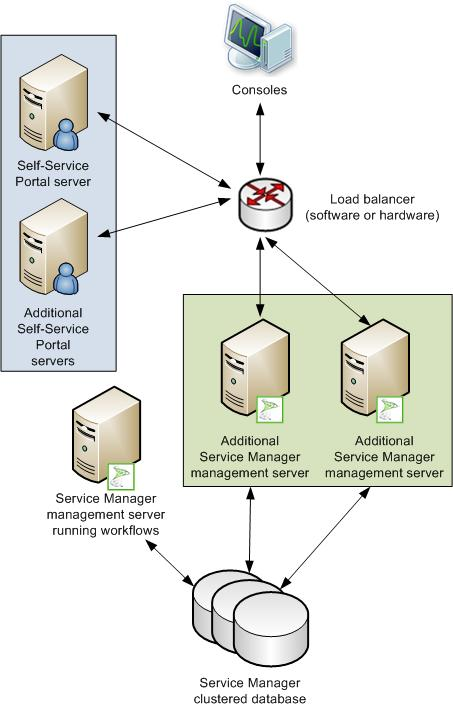 Consoles
Self-Service
Portal server
Load balancer
(software or hardware)
Additional
Self-Service
Portal
servers
Additional
Service Manager
management server
Additional
Service Manager
management server
Service Manager
management server
running workflows
Service Manager
clustered database